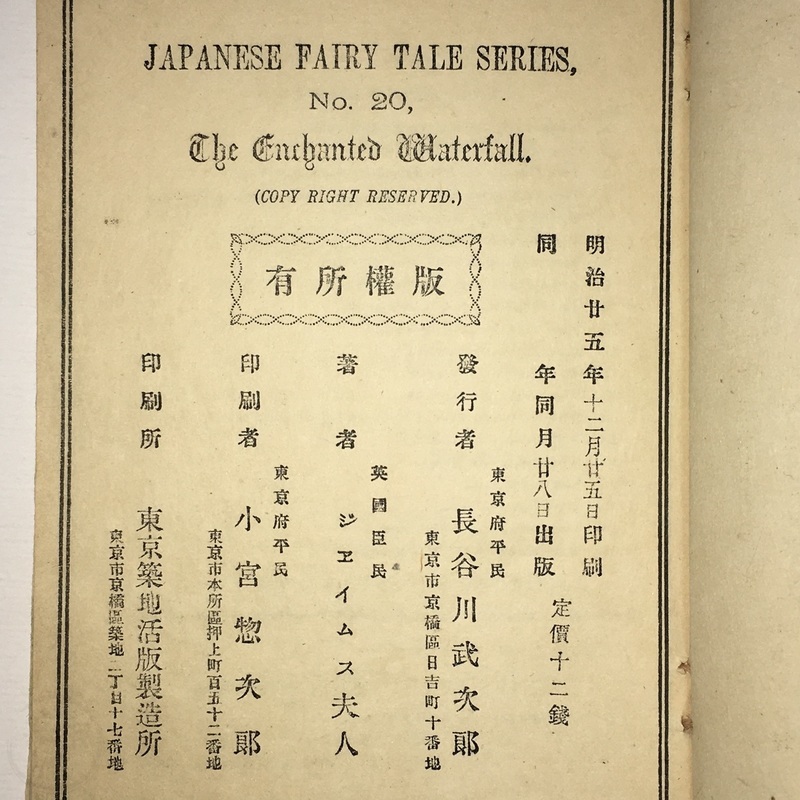 JAPANESE FAIRY TALE SERIES,
No. 20,
The Enchanted Waterfall.
(COPY RIGHT RESERVED.)
版權所有
明治廿五年十二月廿五日印刷
同年同月廿八日出版
定價十二錢
東京府平民
發行者 長谷川武次郎
東京市京橋區日吉町十番地
英國臣民
著者 ジエイムス夫人
東京府平民
印刷者 小宮惣次郎
東京市本所區押上町百五十二番地
印刷所 東京築地活版製造所
東京市京橋區築地二丁目十七番地